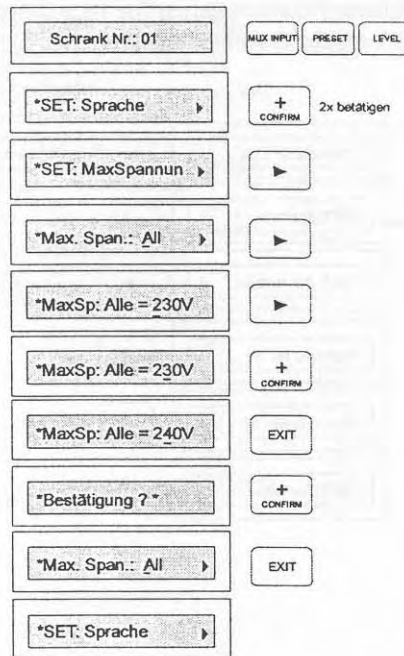 Schrank Nr.: 01 MUX INPUT PRESET LEVEL
*SET: Sprache + CONFIRM 2x betätigen
*SET: MaxSpannun
*Max. Span.: All
*MaxSp: Alle = 230V
*MaxSp: Alle = 230V + CONFIRM
*MaxSp: Alle = 240V EXIT
*Bestätigung ? * + CONFIRM
*Max. Span.: All EXIT
*SET: Sprache